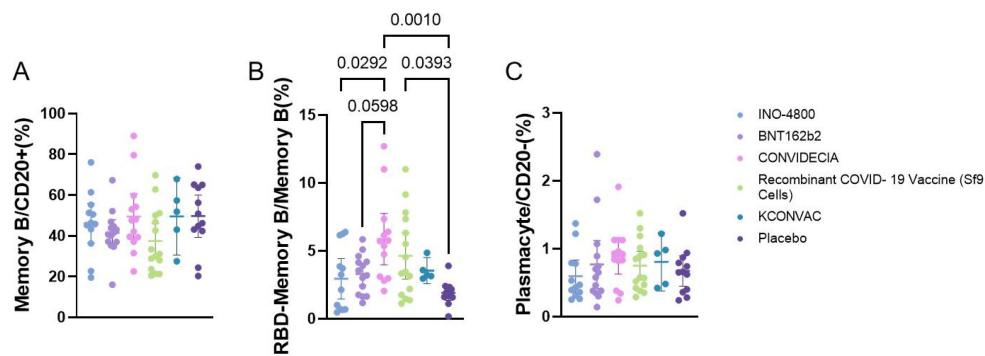 0.0010
0.0292
0.0393
0.0598
A
Memory B/CD20+(%)
100
80
60
40
20
0
B
RBD-Memory B/Memory B(%)
15
10
5
0
C
Plasmacyte/CD20-(%)
3
2
1
0
INO-4800
BNT162b2
CONVIDECIA
Recombinant COVID- 19 Vaccine (Sf9
Cells)
KCONVAC
Placebo